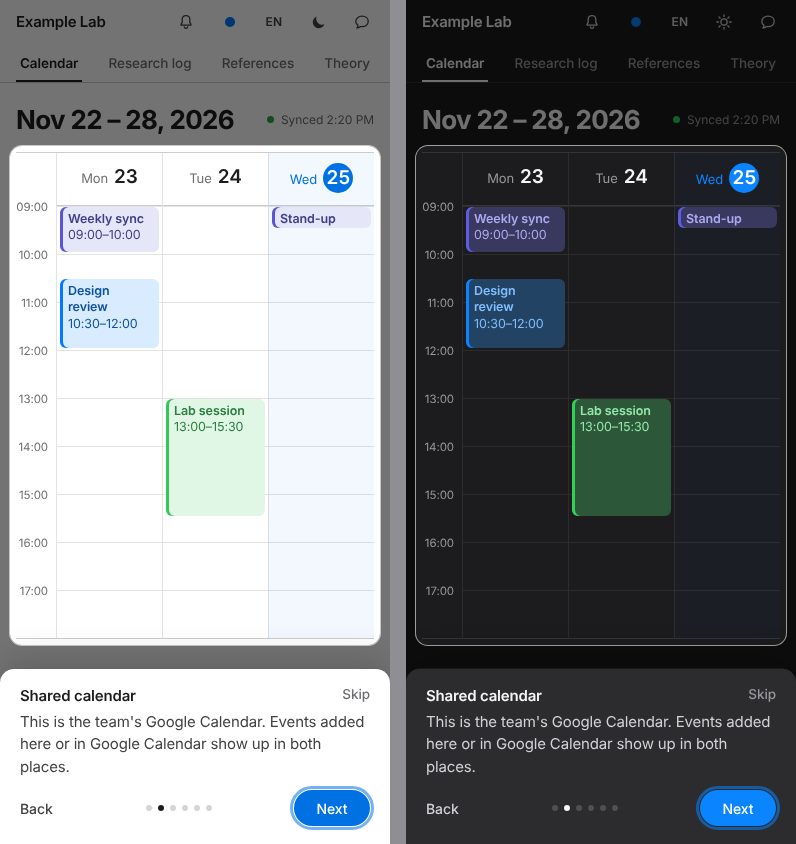 Example Lab
EN
Calendar
Research log
References
Theory
Nov 22 – 28, 2026
Synced 2:20 PM
Mon 23
Tue 24
Wed 25
09:00
10:00
11:00
12:00
13:00
14:00
15:00
16:00
17:00
Weekly sync
09:00–10:00
Design
review
10:30–12:00
Lab session
13:00–15:30
Stand-up
Shared calendar
Skip
This is the team's Google Calendar. Events added
here or in Google Calendar show up in both
places.
Back
Next
Example Lab
EN
Calendar
Research log
References
Theory
Nov 22 – 28, 2026
Synced 2:20 PM
Mon 23
Tue 24
Wed 25
09:00
10:00
11:00
12:00
13:00
14:00
15:00
16:00
17:00
Weekly sync
09:00–10:00
Design
review
10:30–12:00
Lab session
13:00–15:30
Stand-up
Shared calendar
Skip
This is the team's Google Calendar. Events added
here or in Google Calendar show up in both
places.
Back
Next